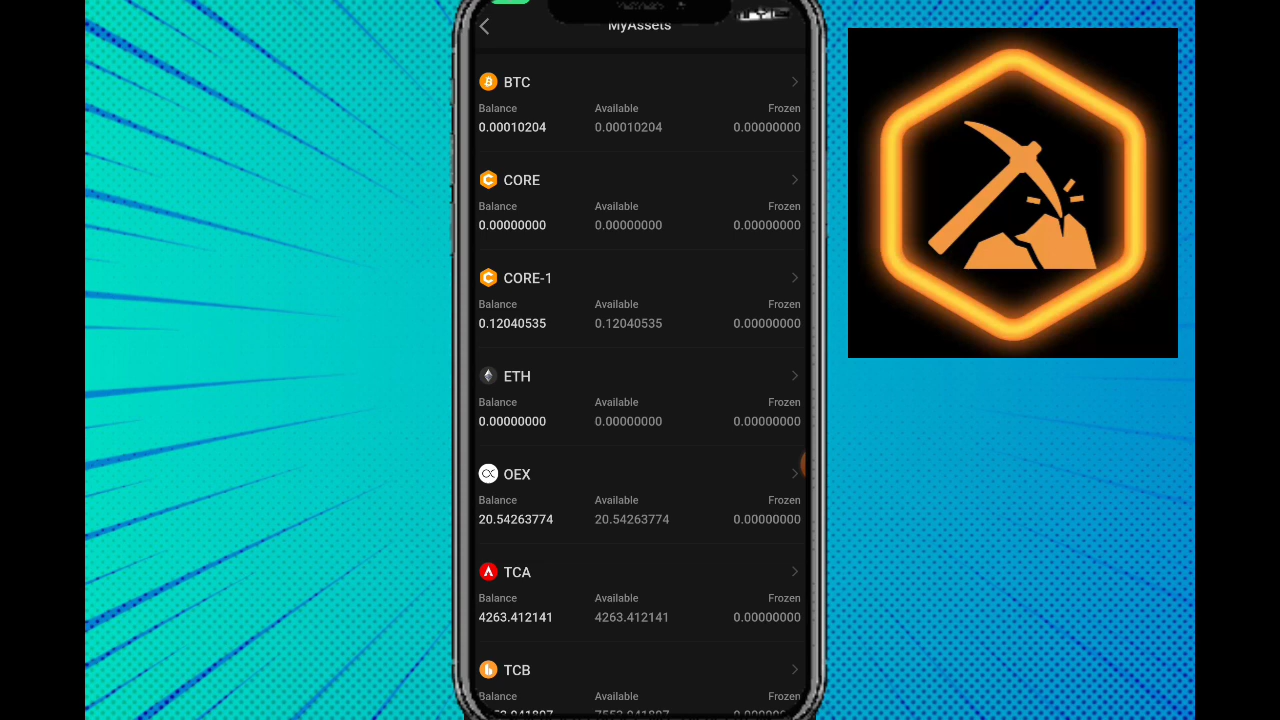 MyAssets
BTC
Balance Available Frozen
0.00010204 0.00010204 0.00000000
CORE
Balance Available Frozen
0.00000000 0.00000000 0.00000000
CORE-1
Balance Available Frozen
0.12040535 0.12040535 0.00000000
ETH
Balance Available Frozen
0.00000000 0.00000000 0.00000000
OEX
Balance Available Frozen
20.54263774 20.54263774 0.00000000
TCA
Balance Available Frozen
4263.412141 4263.412141 0.00000000
TCB
Balance Available Frozen